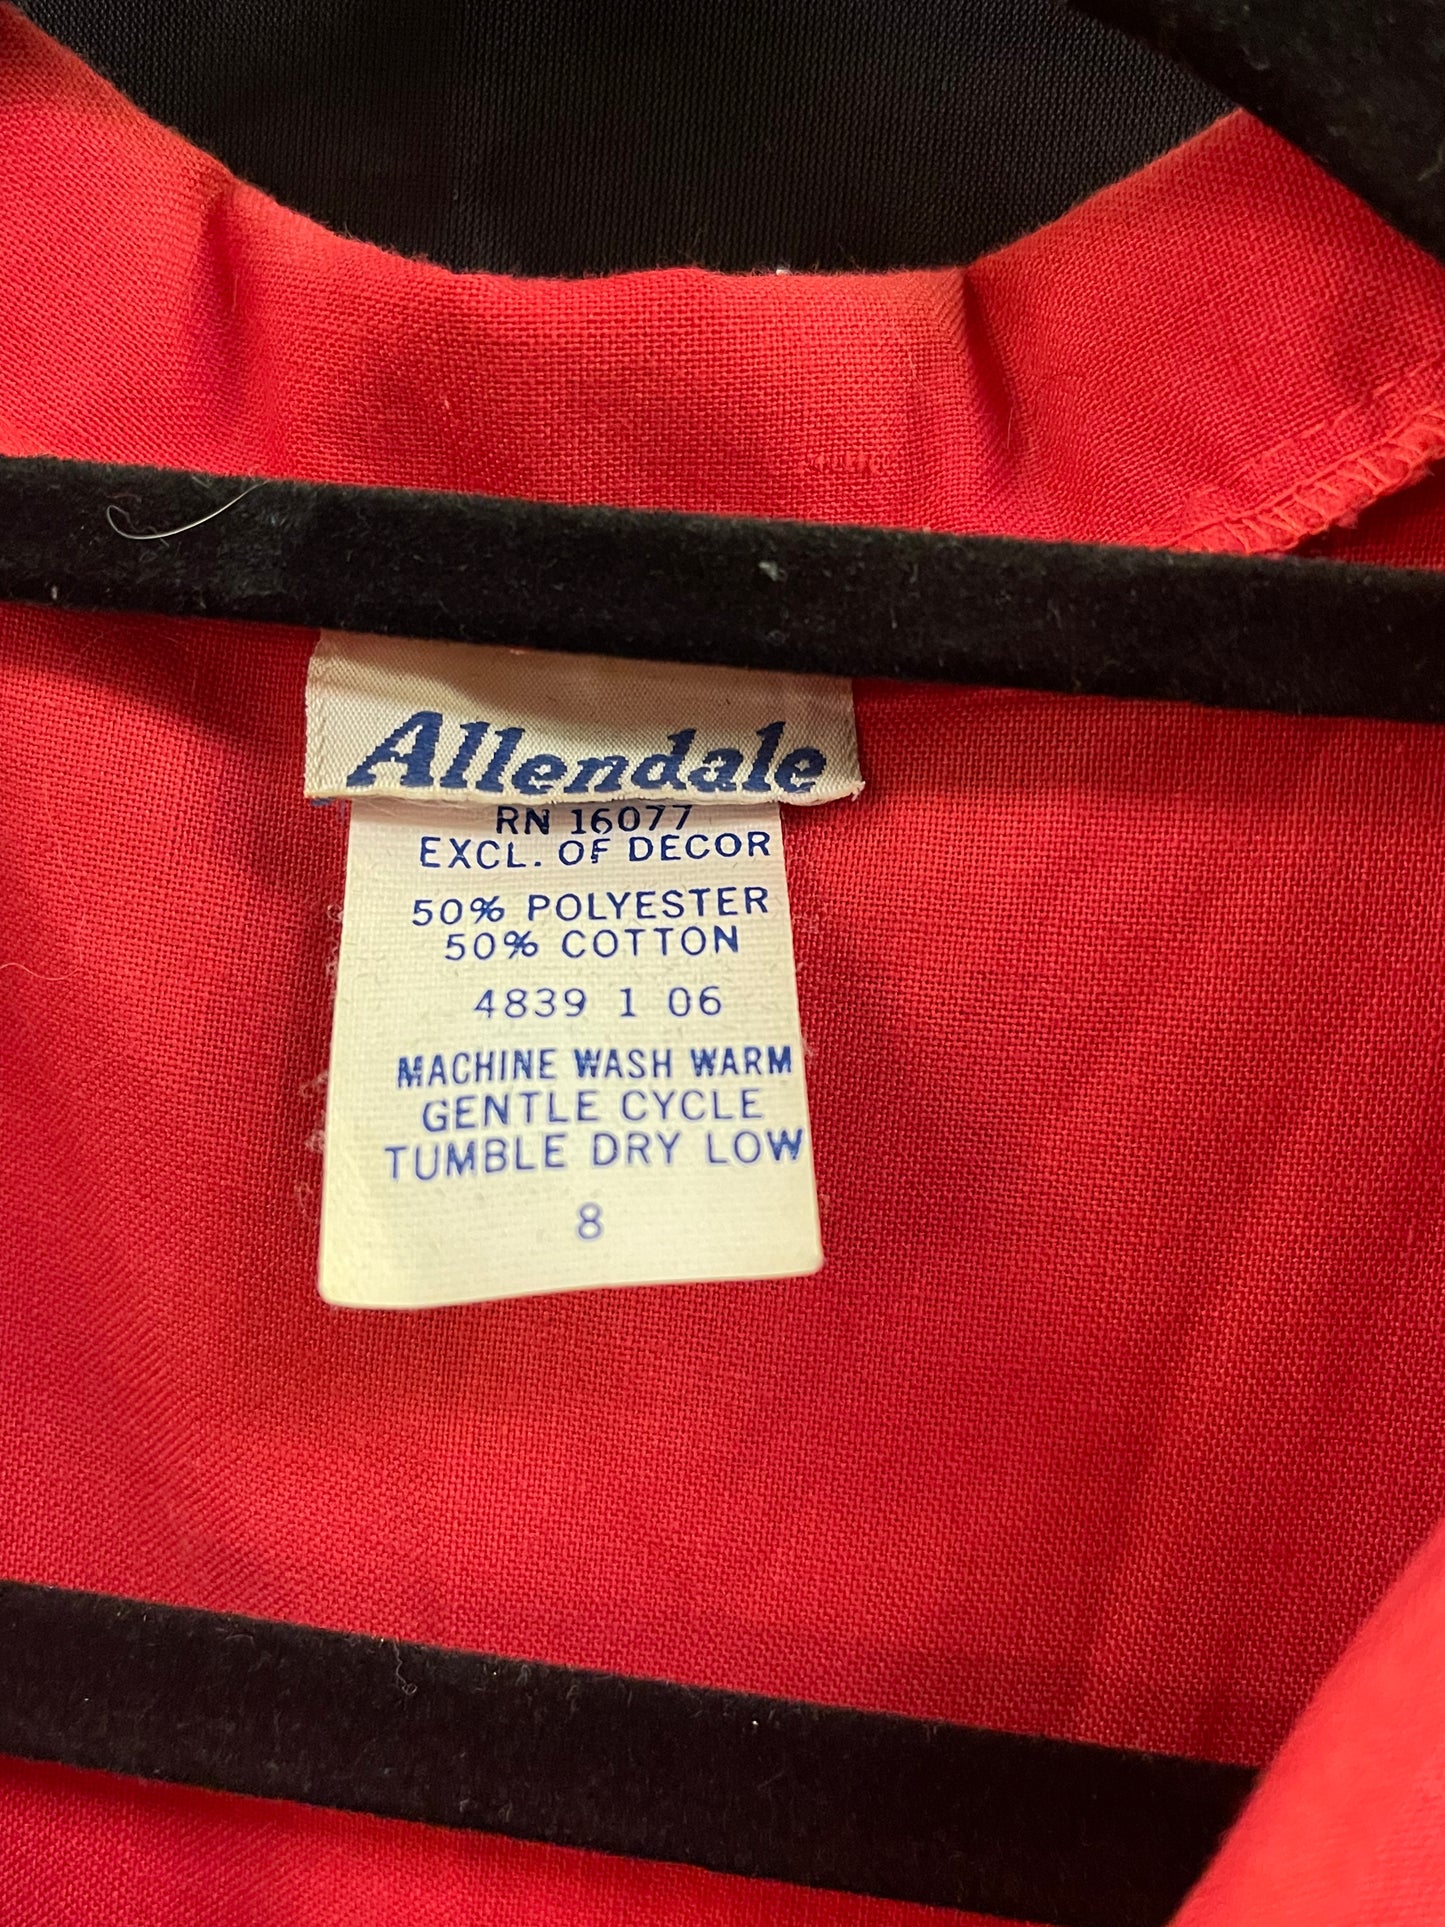 Allendale
RN 16077
EXCL. OF DECOR
50% POLYESTER
50% COTTON
4839 1 06
MACHINE WASH WARM
GENTLE CYCLE
TUMBLE DRY LOW
8